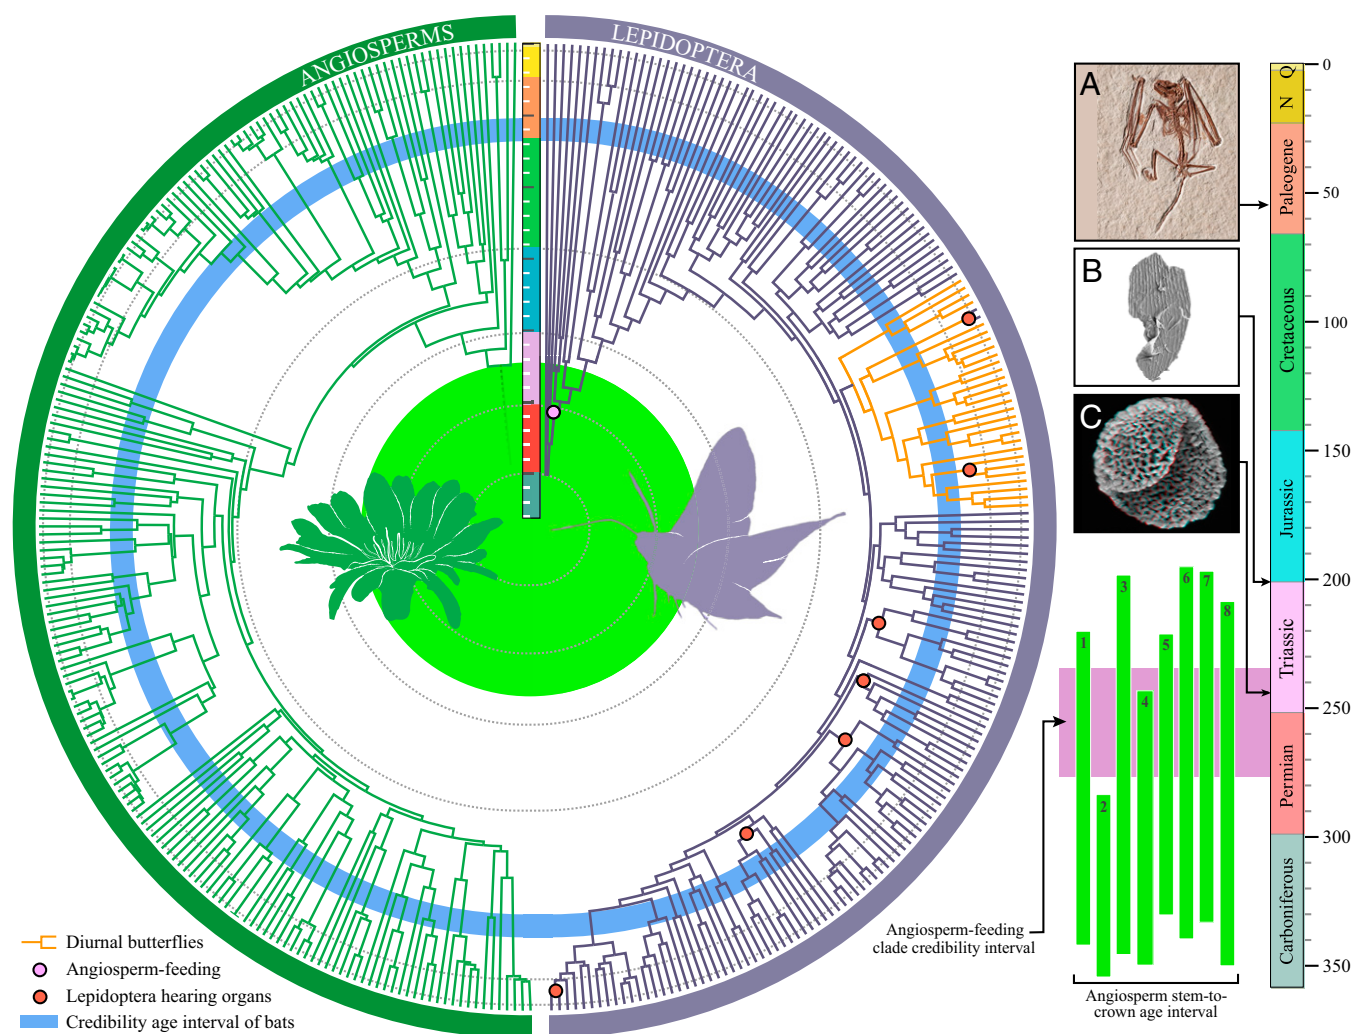 ANGIOSPERMS
LEPIDOPTERA
A
B
C
Q
N
Paleogene
Cretaceous
Jurassic
Triassic
Permian
Carboniferous
0
50
100
150
200
250
300
350
1
2
3
4
5
6
7
8
Angiosperm-feeding
clade credibility interval
Angiosperm stem-to-
crown age interval
Diurnal butterflies
Angiosperm-feeding
Lepidoptera hearing organs
Credibility age interval of bats